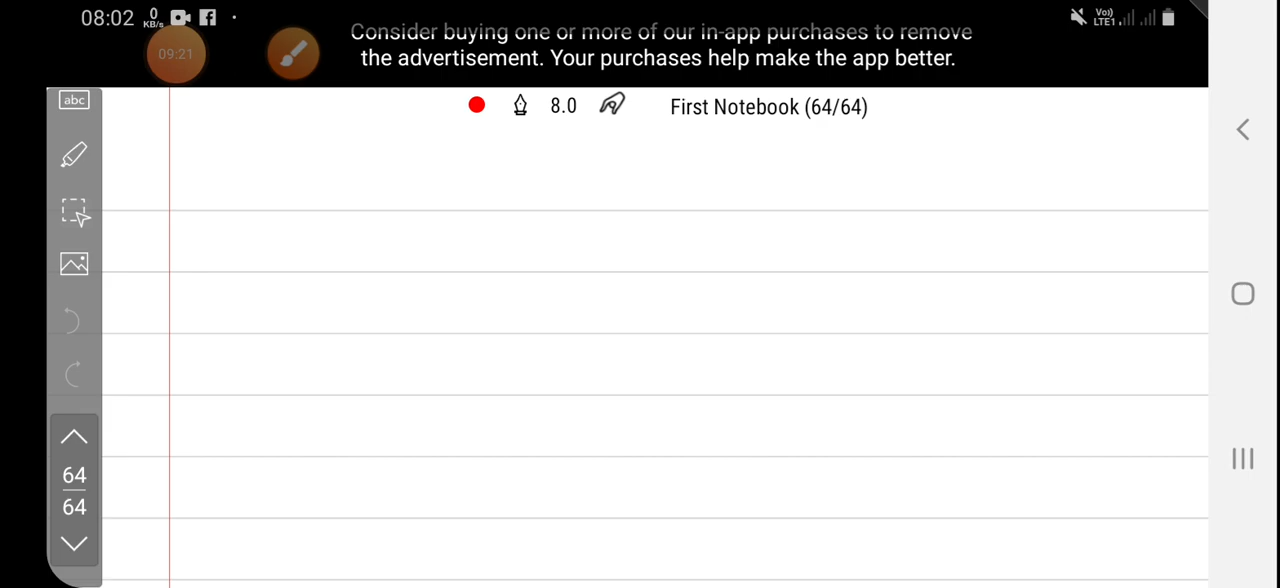 08:02 0 KB/s Vo) LTE1
Consider buying one or more of our in-app purchases to remove
09:21
the advertisement. Your purchases help make the app better.
abc
8.0 First Notebook (64/64)
64
64